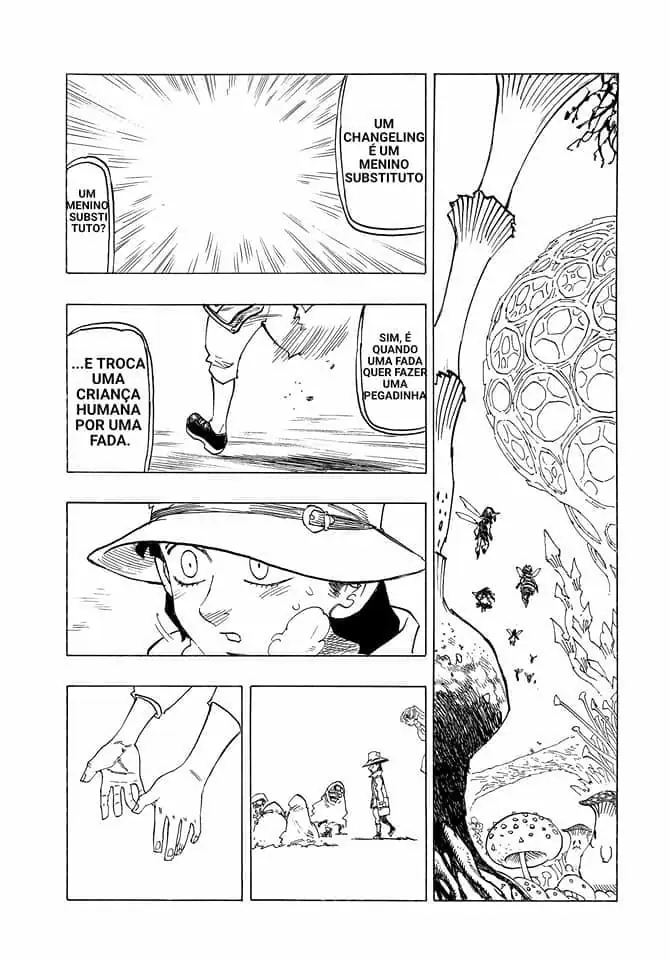 UM
CHANGELING
É UM
MENINO
SUBSTITUTO
UM
MENINO
SUBSTI
TUTO?
SIM, É
QUANDO
UMA FADA
QUER FAZER
UMA
PEGADINHA
...E TROCA
UMA
CRIANÇA
HUMANA
POR UMA
FADA.